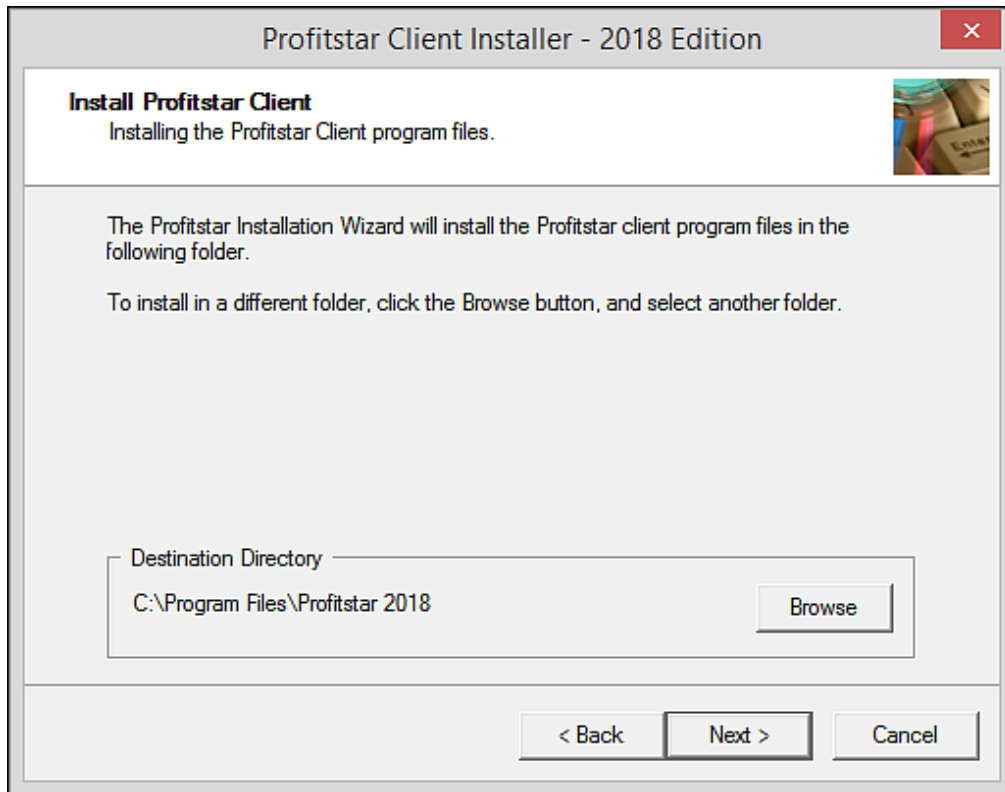 Profitstar Client Installer - 2018 Edition
Install Profitstar Client
Installing the Profitstar Client program files.
Enter
The Profitstar Installation Wizard will install the Profitstar client program files in the
following folder.
To install in a different folder, click the Browse button, and select another folder.
Destination Directory
C:\Program Files\Profitstar 2018
Browse
< Back
Next >
Cancel